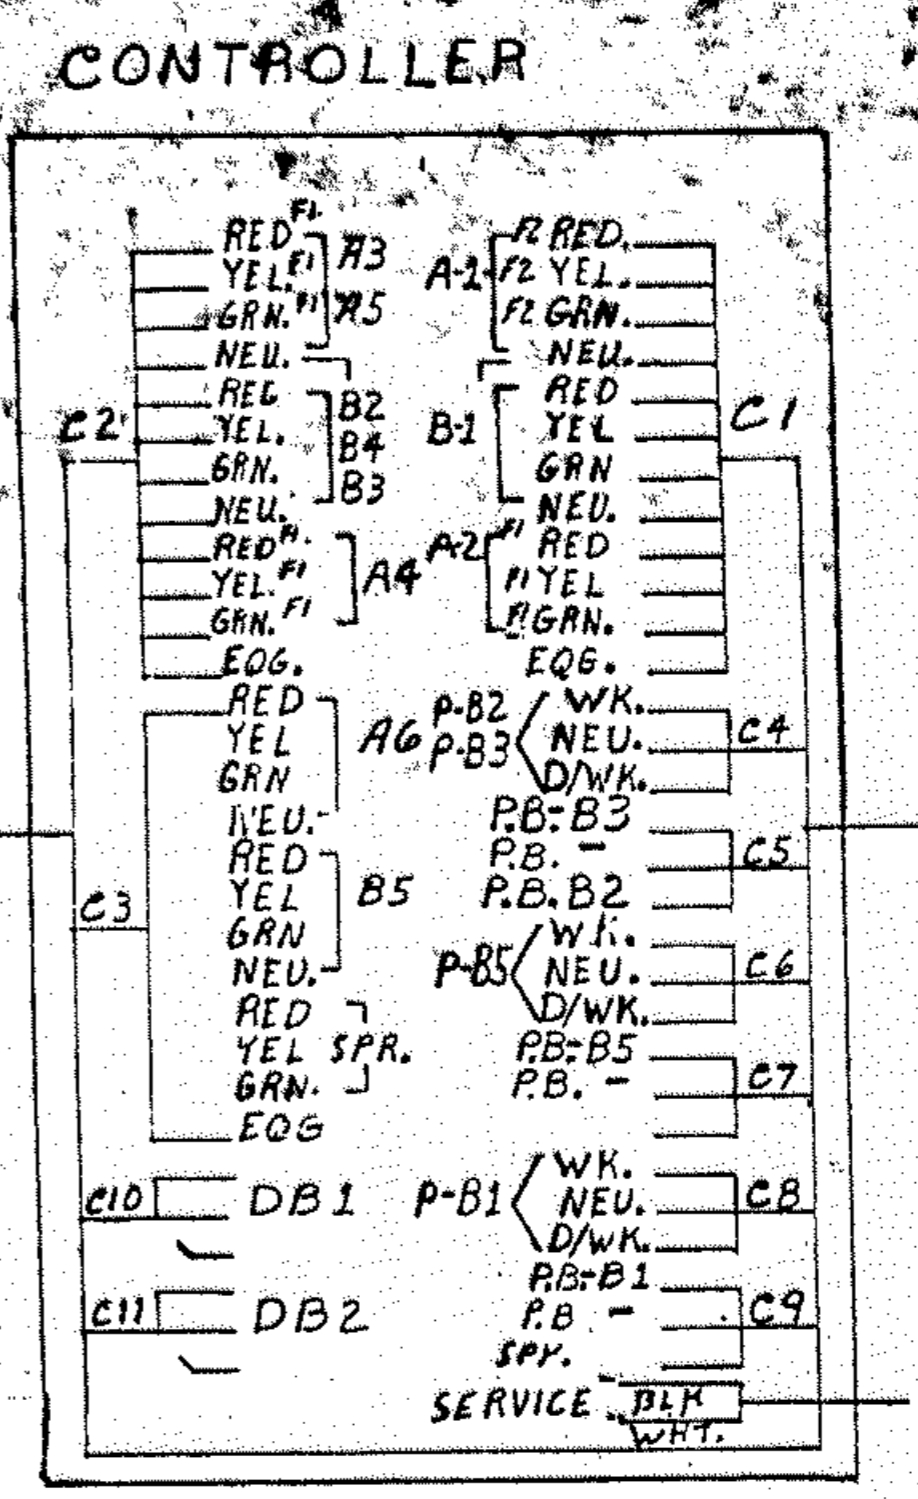 CONTROLLER
RED F1.
YEL. F1
GRN. F1
NEU.
A3
A5
REG
YEL.
GRN.
NEU.
B2
B4
B3
C2
RED F1.
YEL. F1
GRN. F1
EQG.
A4
RED
YEL
GRN
NEU.
A6
RED
YEL
GRN
NEU.
B5
C3
RED
YEL SPR.
GRN.
EQG
C10 DB1
C11 DB2
F2 RED.
A-1 F2 YEL.
F2 GRN.
NEU.
RED
B-1 YEL
GRN
NEU.
C1
A-2 F1 RED
F1 YEL
F1 GRN.
EQG.
P-B2
P-B3
WK.
NEU.
D/WK.
C4
P.B.-B3
P.B. -
P.B. B2
C5
P-B5
WK.
NEU.
D/WK.
C6
P.B.-B5
P.B. -
C7
P-B1
WK.
NEU.
D/WK.
C8
P.B.-B1
P.B -
SPR.
C9
SERVICE - BLK
WHT.